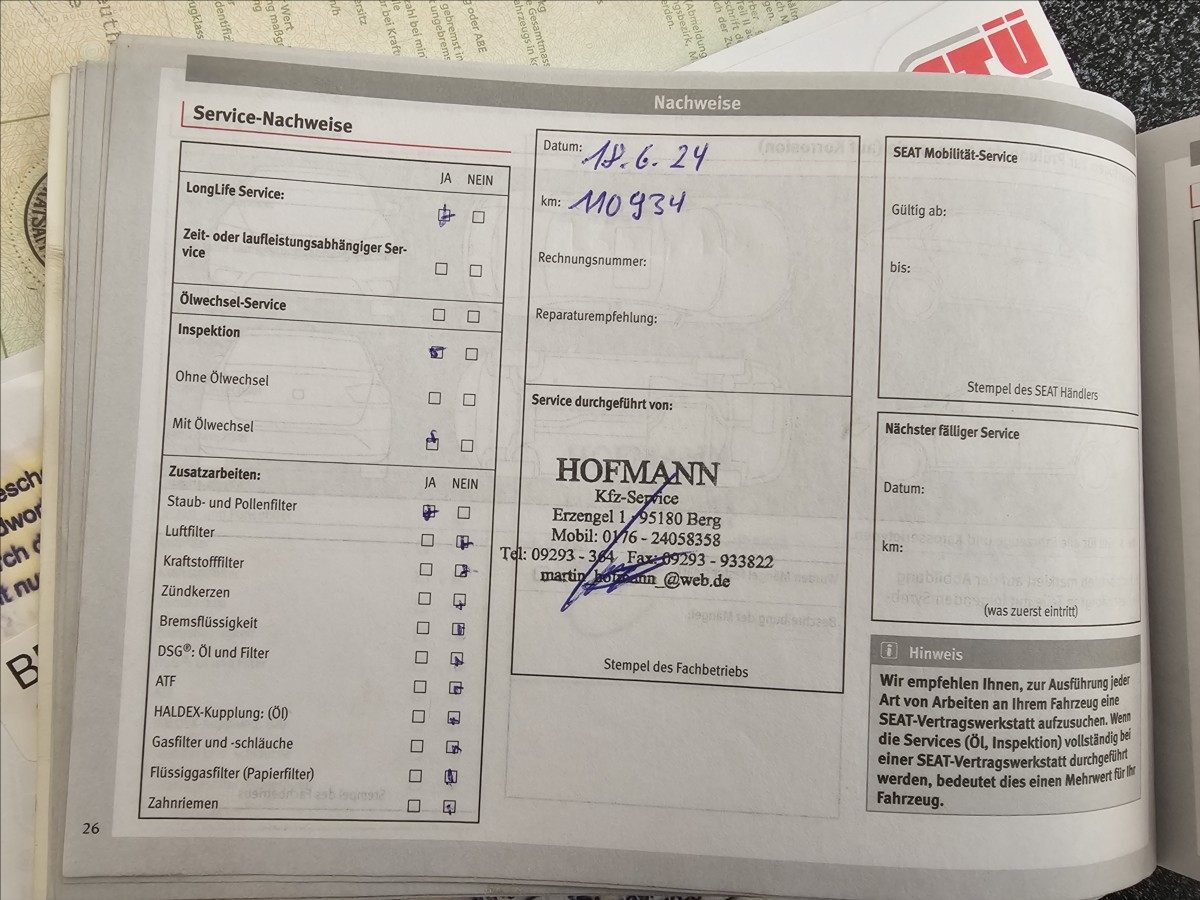 Nachweise
Service-Nachweise
JA NEIN
LongLife Service:
Zeit- oder laufleistungsabhängiger Ser-
vice
Ölwechsel-Service
Inspektion
Ohne Ölwechsel
Mit Ölwechsel
Zusatzarbeiten:
JA NEIN
Staub- und Pollenfilter
Luftfilter
Kraftstofffilter
Zündkerzen
Bremsflüssigkeit
DSG®: Öl und Filter
ATF
HALDEX-Kupplung: (Öl)
Gasfilter und -schläuche
Flüssiggasfilter (Papierfilter)
Zahnriemen
26
Datum: 18.6.24
km: 110934
Rechnungsnummer:
Reparaturempfehlung:
Service durchgeführt von:
HOFMANN
Kfz-Service
Erzengel 1 · 95180 Berg
Mobil: 0176 - 24058358
Tel: 09293 - 364 Fax: 09293 - 933822
martin_hofmann_@web.de
Stempel des Fachbetriebs
SEAT Mobilität-Service
Gültig ab:
bis:
Stempel des SEAT Händlers
Nächster fälliger Service
Datum:
km:
(was zuerst eintritt)
Hinweis
Wir empfehlen Ihnen, zur Ausführung jeder
Art von Arbeiten an Ihrem Fahrzeug eine
SEAT-Vertragswerkstatt aufzusuchen. Wenn
die Services (Öl, Inspektion) vollständig bei
einer SEAT-Vertragswerkstatt durchgeführt
werden, bedeutet dies einen Mehrwert für Ihr
Fahrzeug.